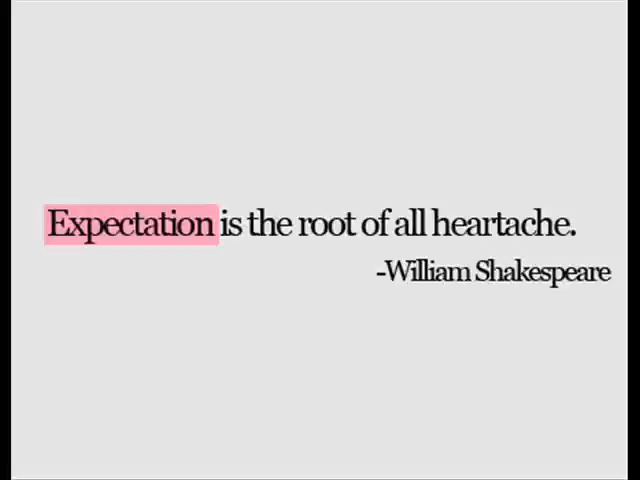 Expectation is the root of all heartache.
-William Shakespeare